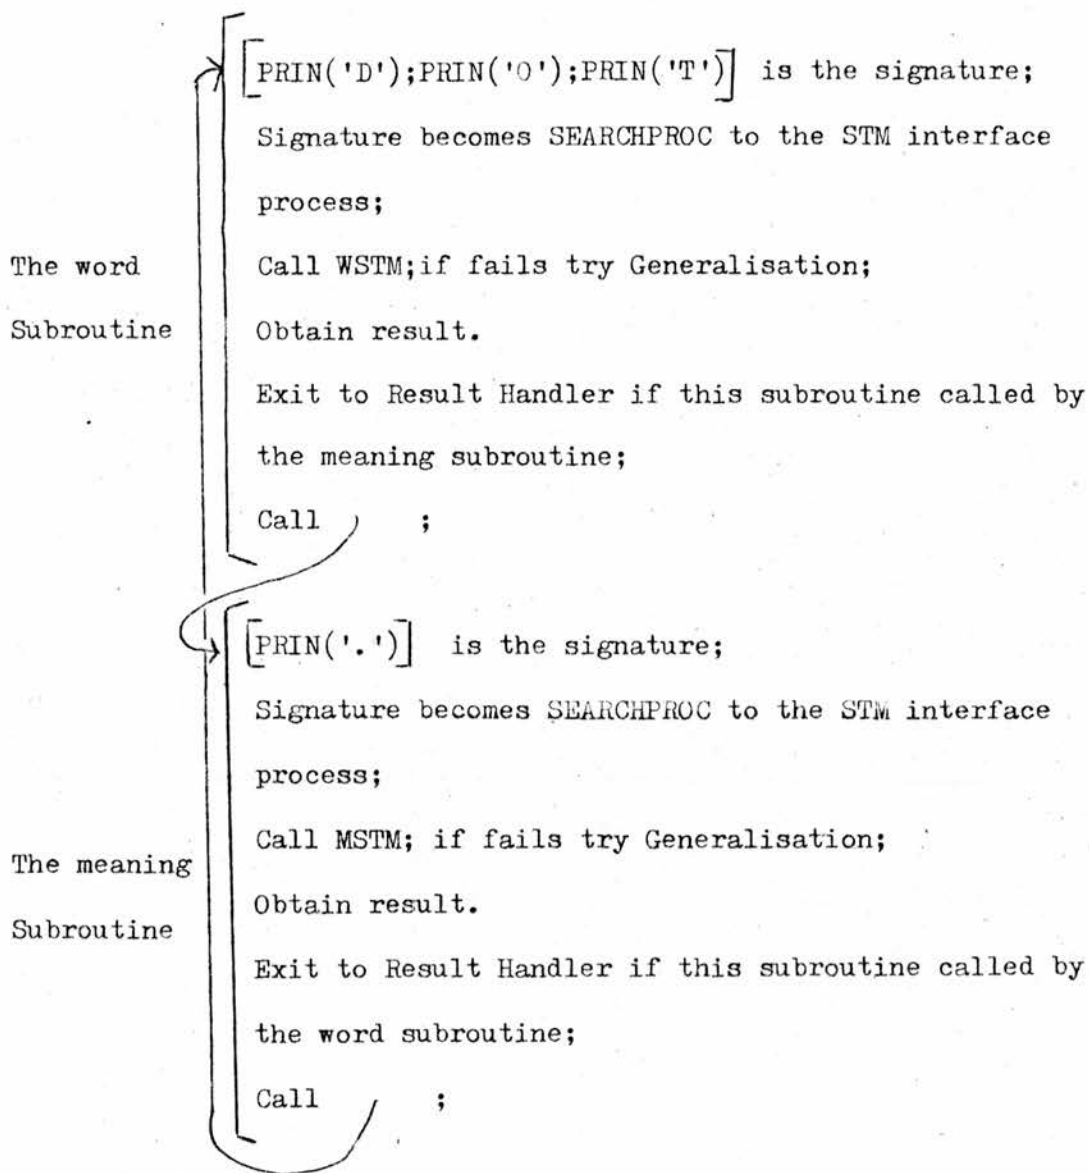 [PRIN('D');PRIN('O');PRIN('T')] is the signature;
Signature becomes SEARCHPROC to the STM interface
process;
The word
Subroutine
Call WSTM;if fails try Generalisation;
Obtain result.
Exit to Result Handler if this subroutine called by
the meaning subroutine;
Call ;
[PRIN('.')] is the signature;
Signature becomes SEARCHPROC to the STM interface
process;
The meaning
Subroutine
Call MSTM; if fails try Generalisation;
Obtain result.
Exit to Result Handler if this subroutine called by
the word subroutine;
Call ;